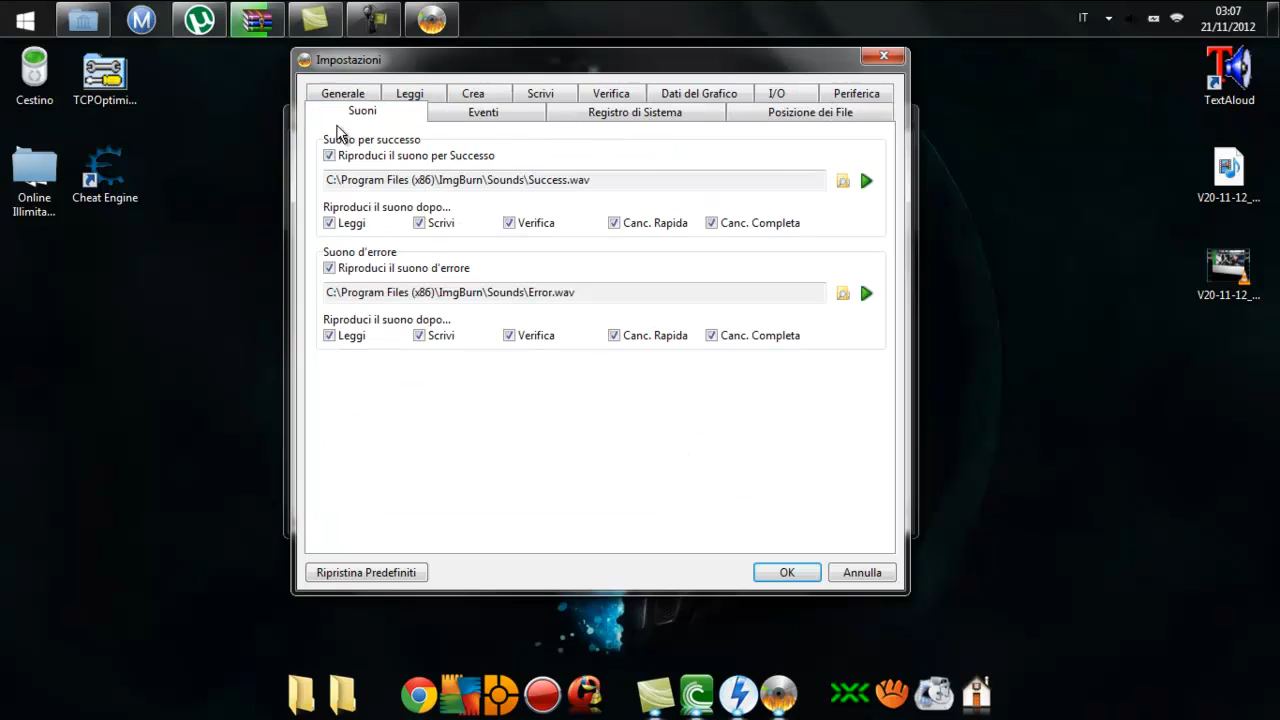 IT
03:07
21/11/2012
Cestino
TCPOptimi...
Online
Illimita...
Cheat Engine
TextAloud
V20-11-12_...
V20-11-12_...
Impostazioni
Generale Leggi Crea Scrivi Verifica Dati del Grafico I/O Periferica
Suoni Eventi Registro di Sistema Posizione dei File
Suono per successo
Riproduci il suono per Successo
C:\Program Files (x86)\ImgBurn\Sounds\Success.wav
Riproduci il suono dopo...
Leggi Scrivi Verifica Canc. Rapida Canc. Completa
Suono d'errore
Riproduci il suono d'errore
C:\Program Files (x86)\ImgBurn\Sounds\Error.wav
Riproduci il suono dopo...
Leggi Scrivi Verifica Canc. Rapida Canc. Completa
Ripristina Predefiniti OK Annulla